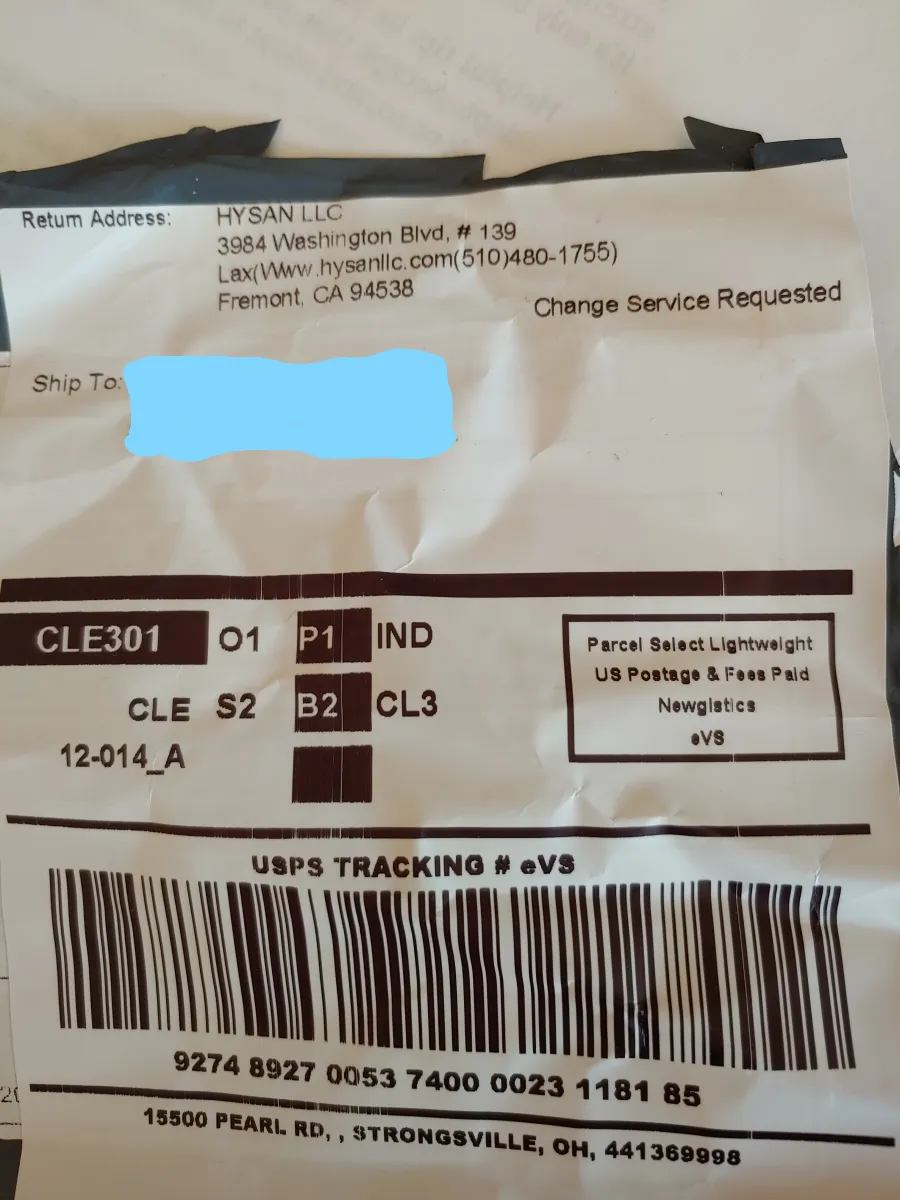 Return Address:
HYSAN LLC
3984 Washington Blvd, # 139
Lax(Www.hysanllc.com(510)480-1755)
Fremont, CA 94538
Change Service Requested
Ship To:
CLE301 O1 P1 IND
CLE S2 B2 CL3
12-014_A
Parcel Select Lightweight
US Postage & Fees Paid
Newgistics
eVS
USPS TRACKING # eVS
9274 8927 0053 7400 0023 1181 85
15500 PEARL RD, , STRONGSVILLE, OH, 441369998